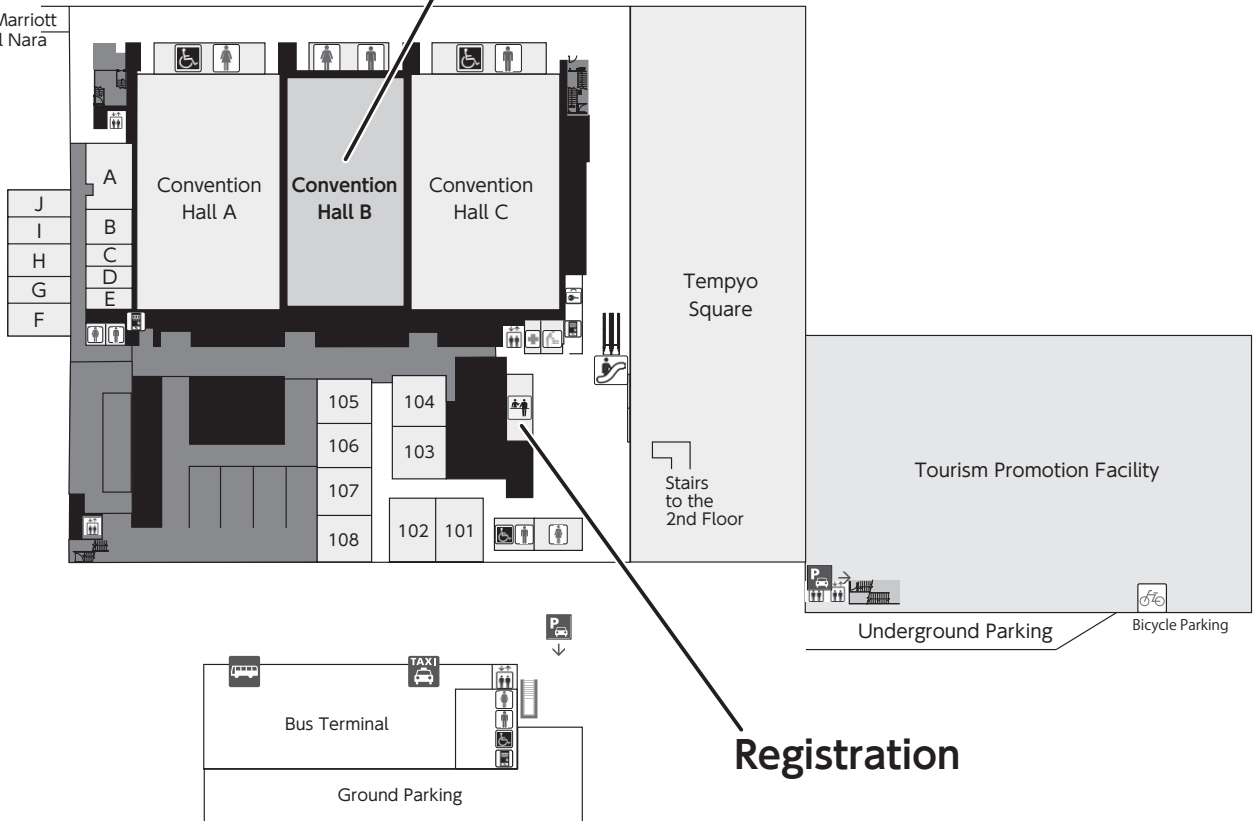 Marriott
Nara
Convention
Hall A
Convention
Hall B
Convention
Hall C
A
B
C
D
E
J
I
H
G
F
Tempyo
Square
105
106
107
108
104
103
102
101
Stairs
to the
2nd Floor
Tourism Promotion Facility
P
Underground Parking
Bicycle Parking
P
TAXI
Bus Terminal
Ground Parking
Registration